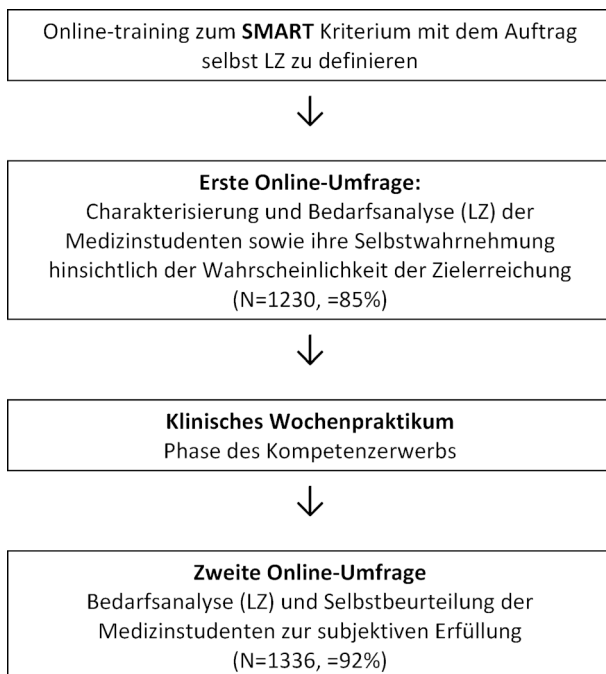 Online-training zum SMART Kriterium mit dem Auftrag
selbst LZ zu definieren
Erste Online-Umfrage:
Charakterisierung und Bedarfsanalyse (LZ) der
Medizinstudenten sowie ihre Selbstwahrnehmung
hinsichtlich der Wahrscheinlichkeit der Zielerreichung
(N=1230, =85%)
Klinisches Wochenpraktikum
Phase des Kompetenzerwerbs
Zweite Online-Umfrage
Bedarfsanalyse (LZ) und Selbstbeurteilung der
Medizinstudenten zur subjektiven Erfüllung
(N=1336, =92%)